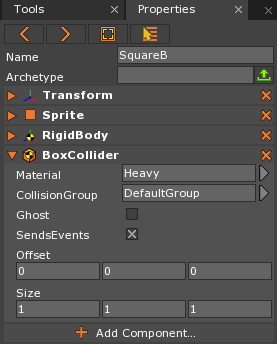 Tools Properties
Name SquareB
Archetype
Transform
Sprite
RigidBody
BoxCollider
Material Heavy
CollisionGroup DefaultGroup
Ghost
SendsEvents
Offset
0 0 0
Size
1 1 1
Add Component...